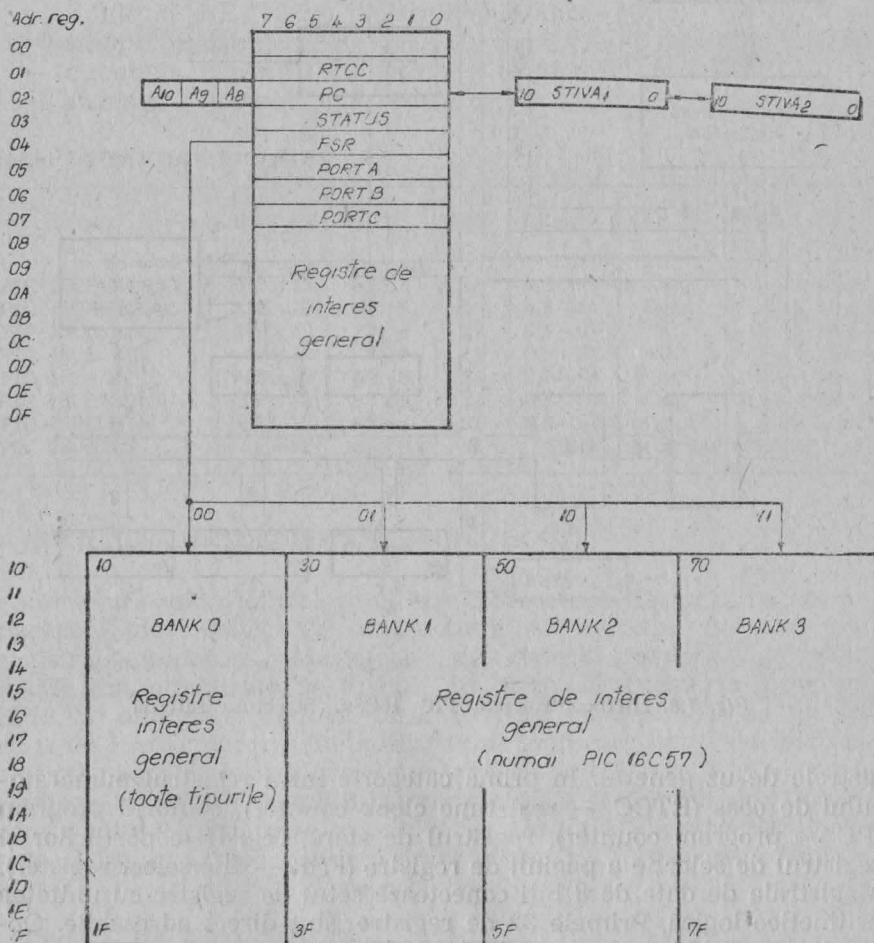 Adr. reg.
7 6 5 4 3 2 1 0
00
01 RTCC
02 A10 A9 A8 PC 10 STIVA1 0 10 STIVA2 0
03 STATUS
04 FSR
05 PORTA
06 PORTB
07 PORTC
08
09 Registre de
0A interes
0B general
0C
0D
0E
0F
00 01 10 11
10 10 30 50 70
11
12 BANK 0 BANK 1 BANK 2 BANK 3
13
14
15 Registre Registre de interes
16 interes general
17 general (numai PIC 16C57)
18 (toate tipurile)
19
1A
1B
1C
1D
1E
1F 3F 5F 7F